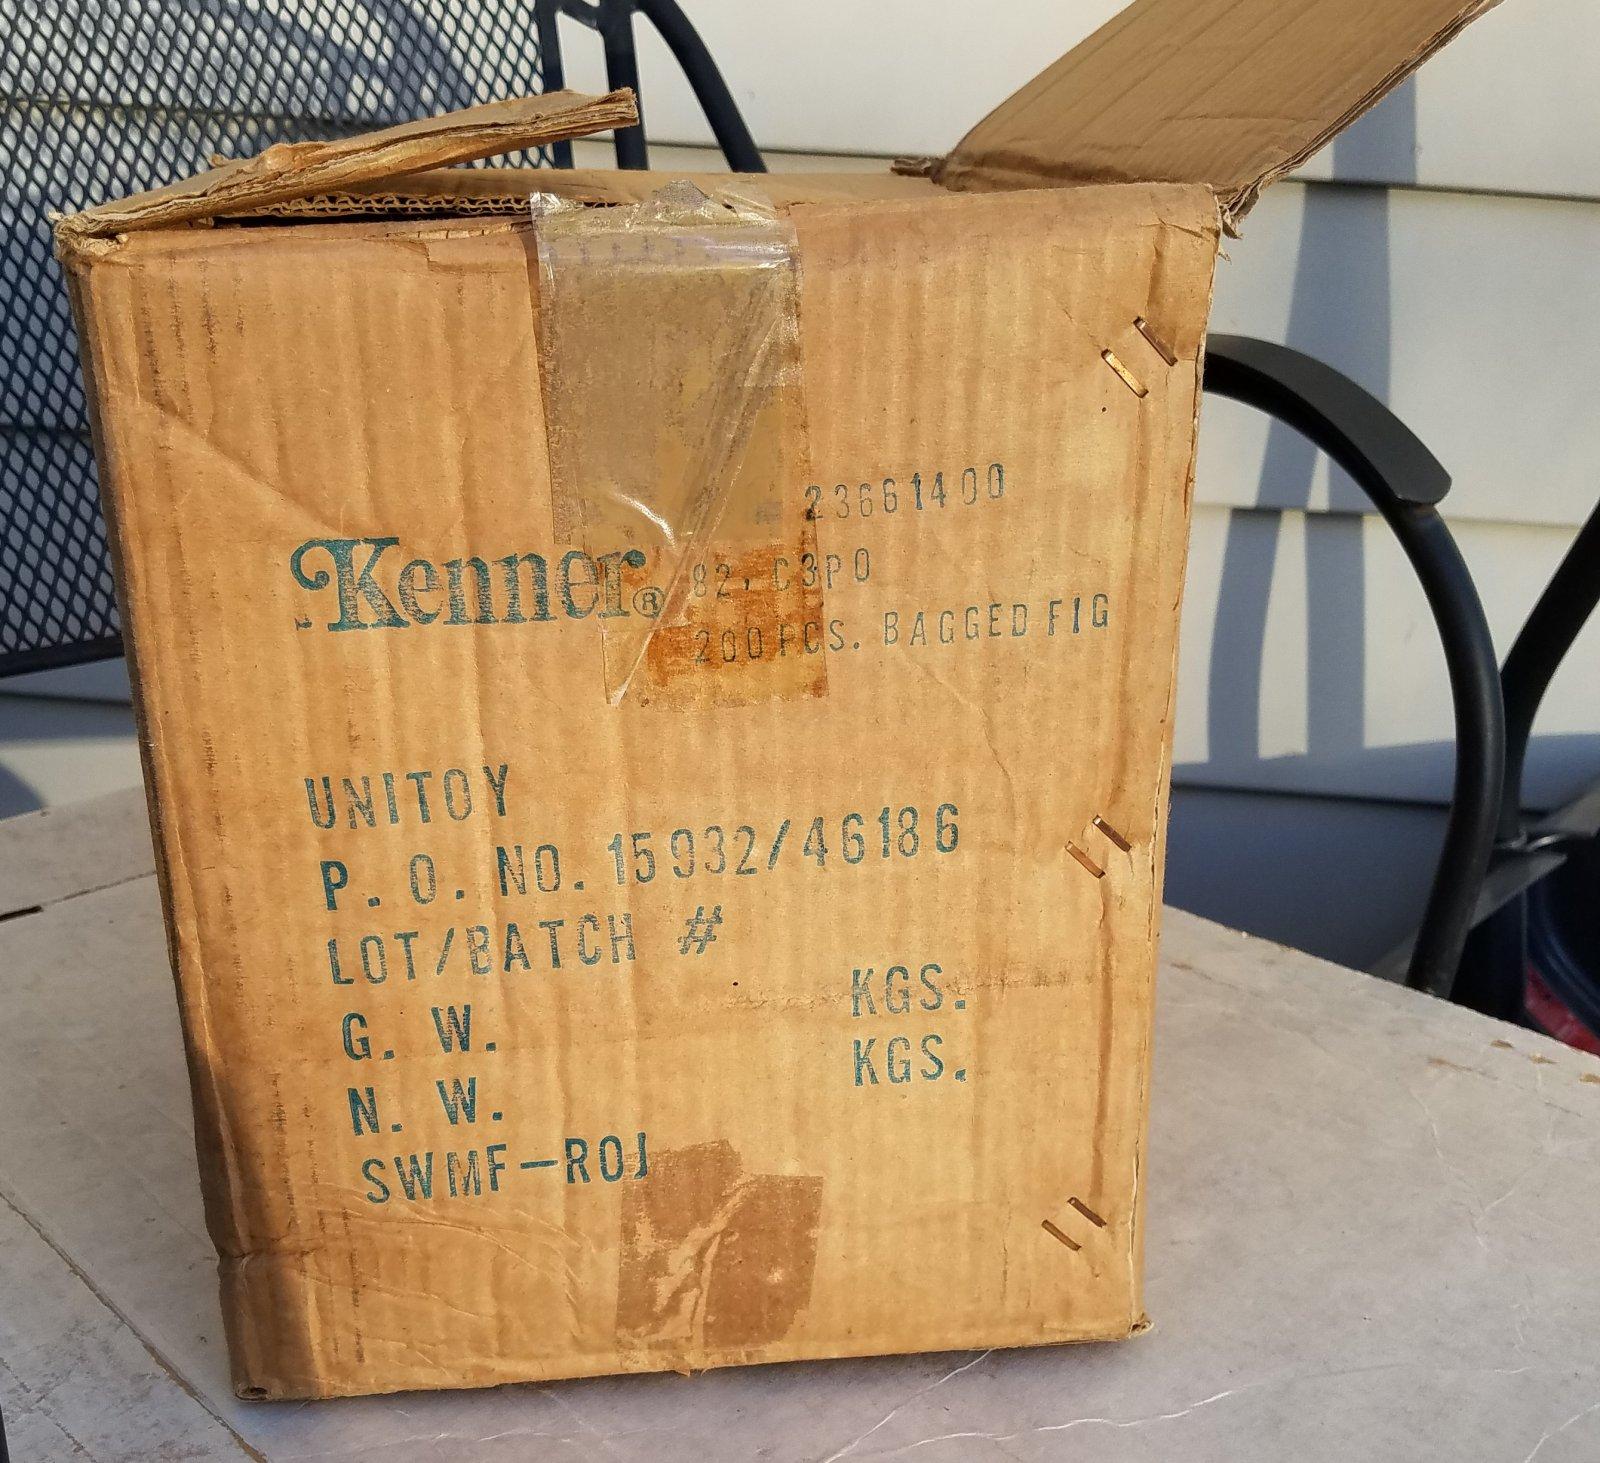 23661400
Kenner® 82, C3PO
200 PCS. BAGGED FIG
UNITOY
P. O. NO. 15932/46186
LOT/BATCH #
G. W. KGS.
N. W. KGS.
SWMF-ROJ